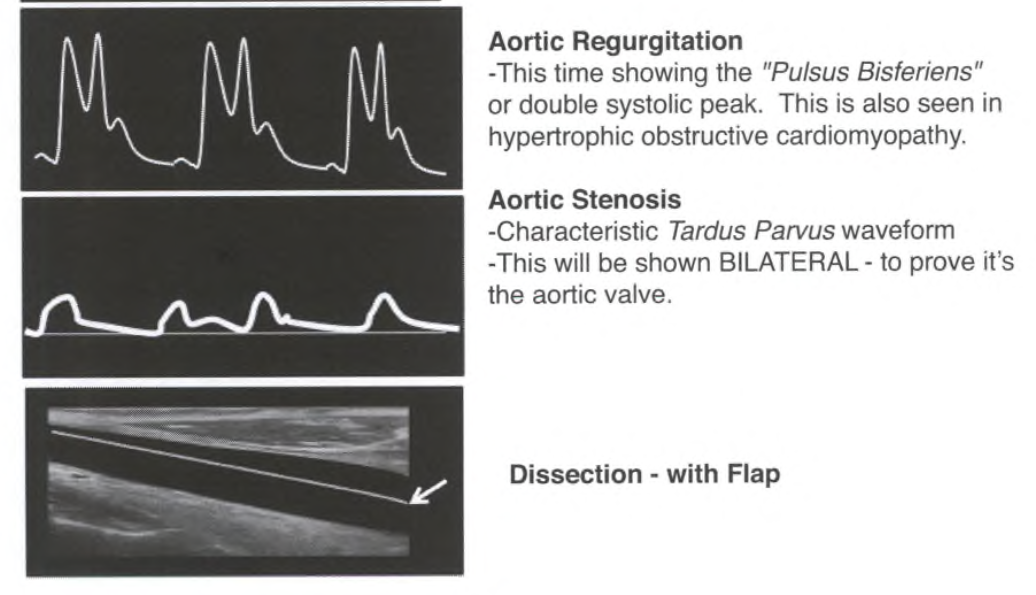 Aortic Regurgitation
-This time showing the "Pulsus Bisferiens"
or double systolic peak. This is also seen in
hypertrophic obstructive cardiomyopathy.
Aortic Stenosis
-Characteristic Tardus Parvus waveform
-This will be shown BILATERAL - to prove it's
the aortic valve.
Dissection - with Flap